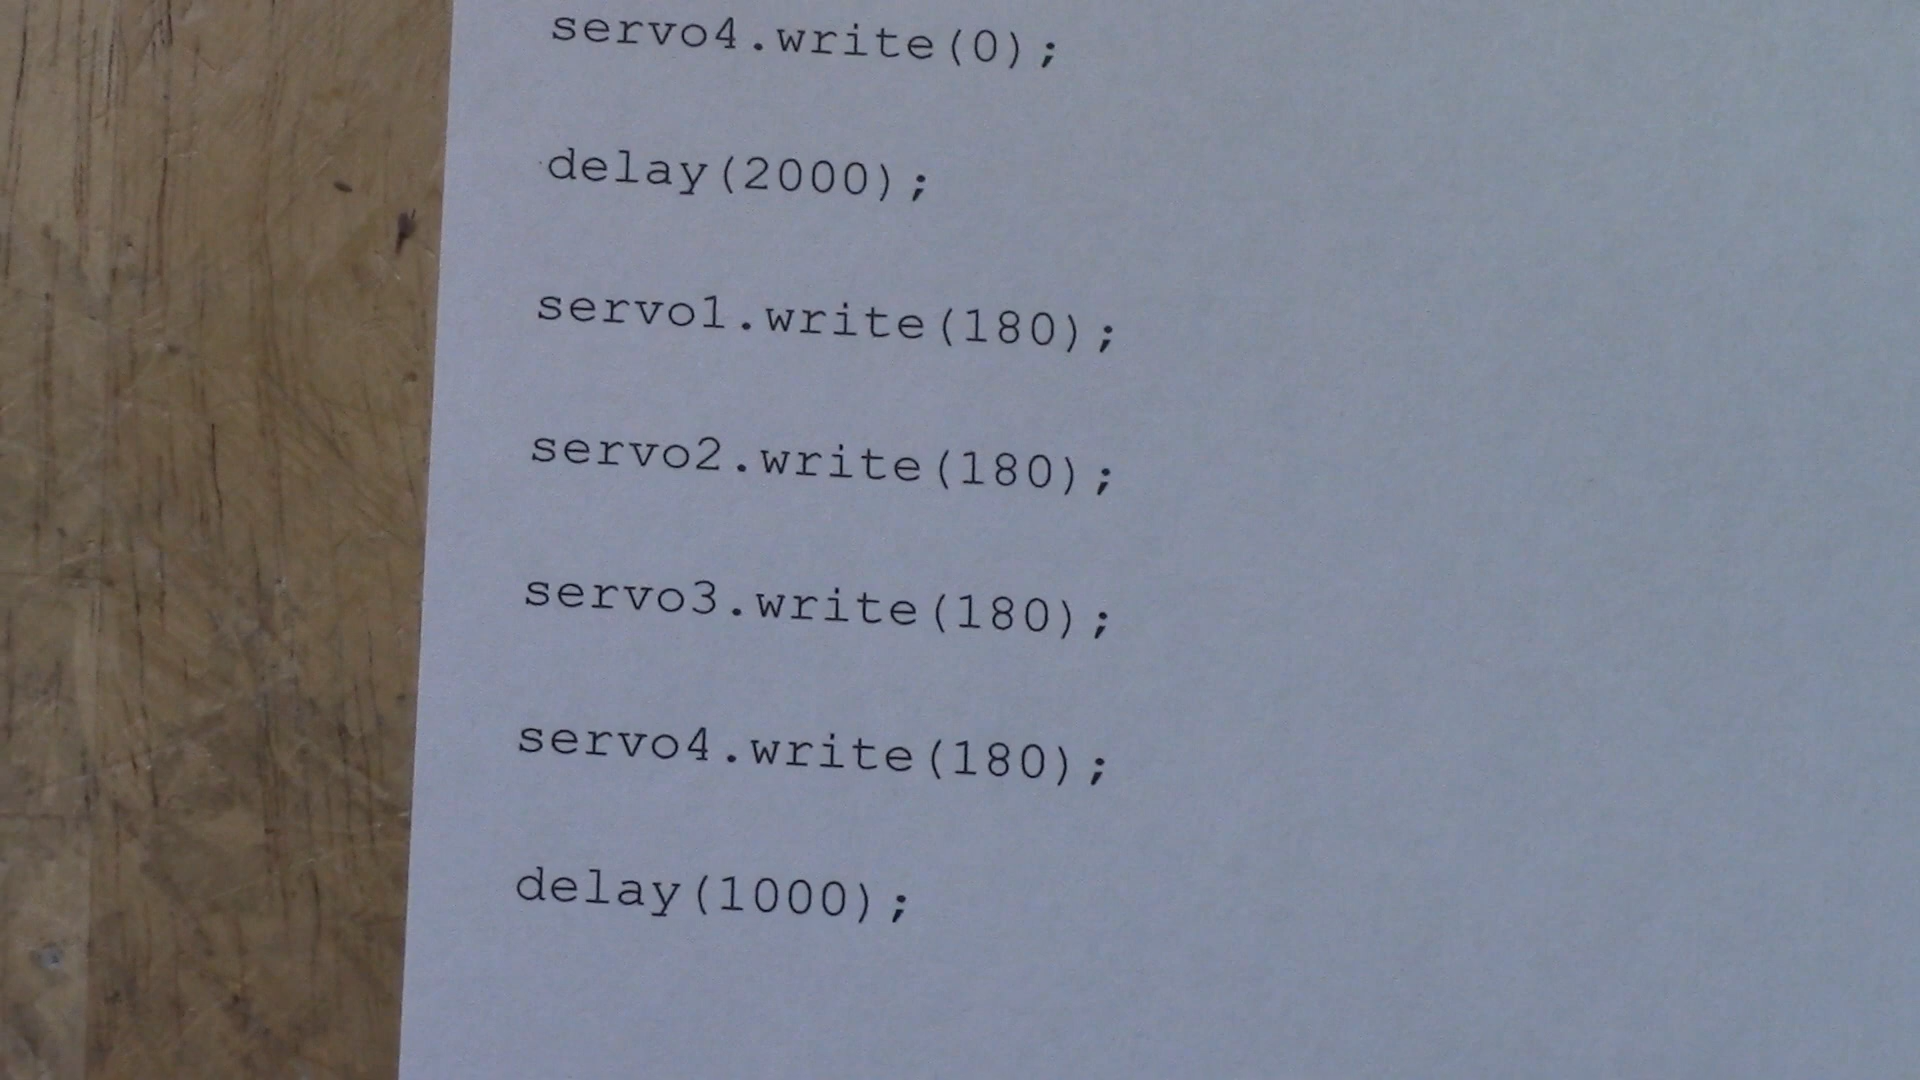 servo4.write(0);
delay(2000);
servo1.write(180);
servo2.write(180);
servo3.write(180);
servo4.write(180);
delay(1000);